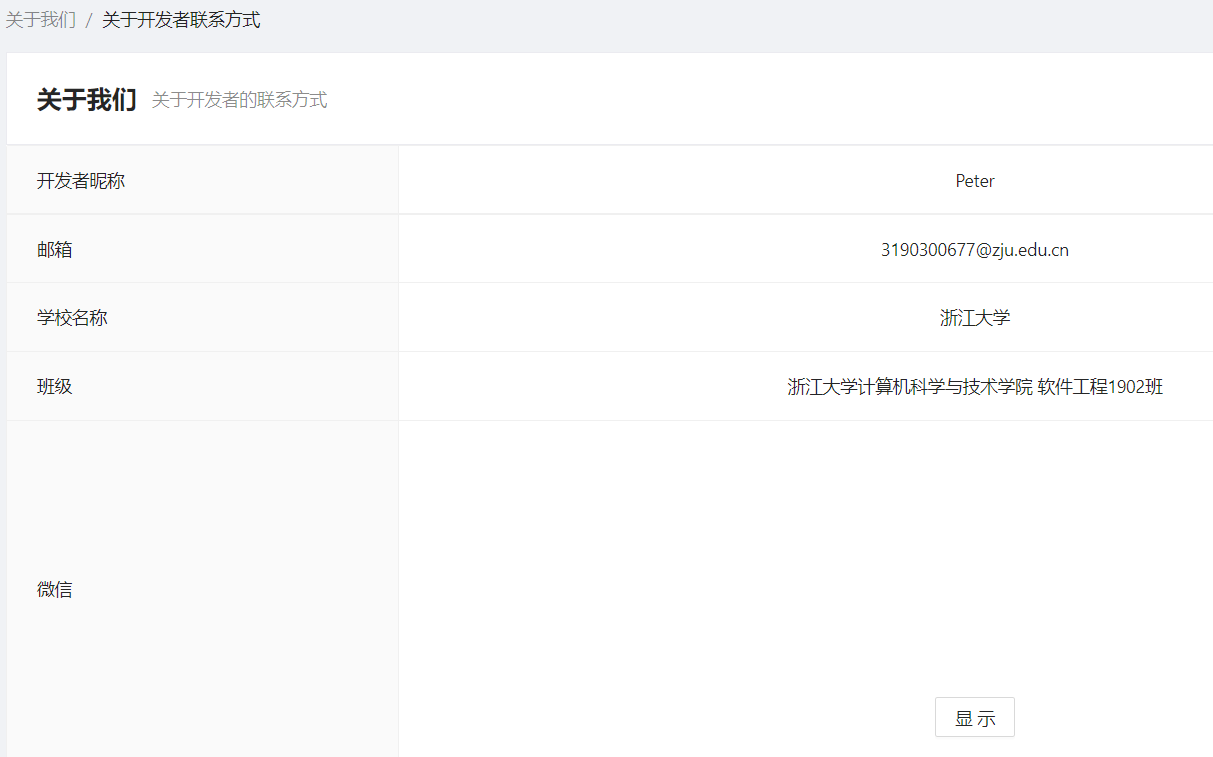 关于我们 / 关于开发者联系方式
关于我们 关于开发者的联系方式
开发者昵称 Peter
邮箱 3190300677@zju.edu.cn
学校名称 浙江大学
班级 浙江大学计算机科学与技术学院 软件工程1902班
微信
显 示